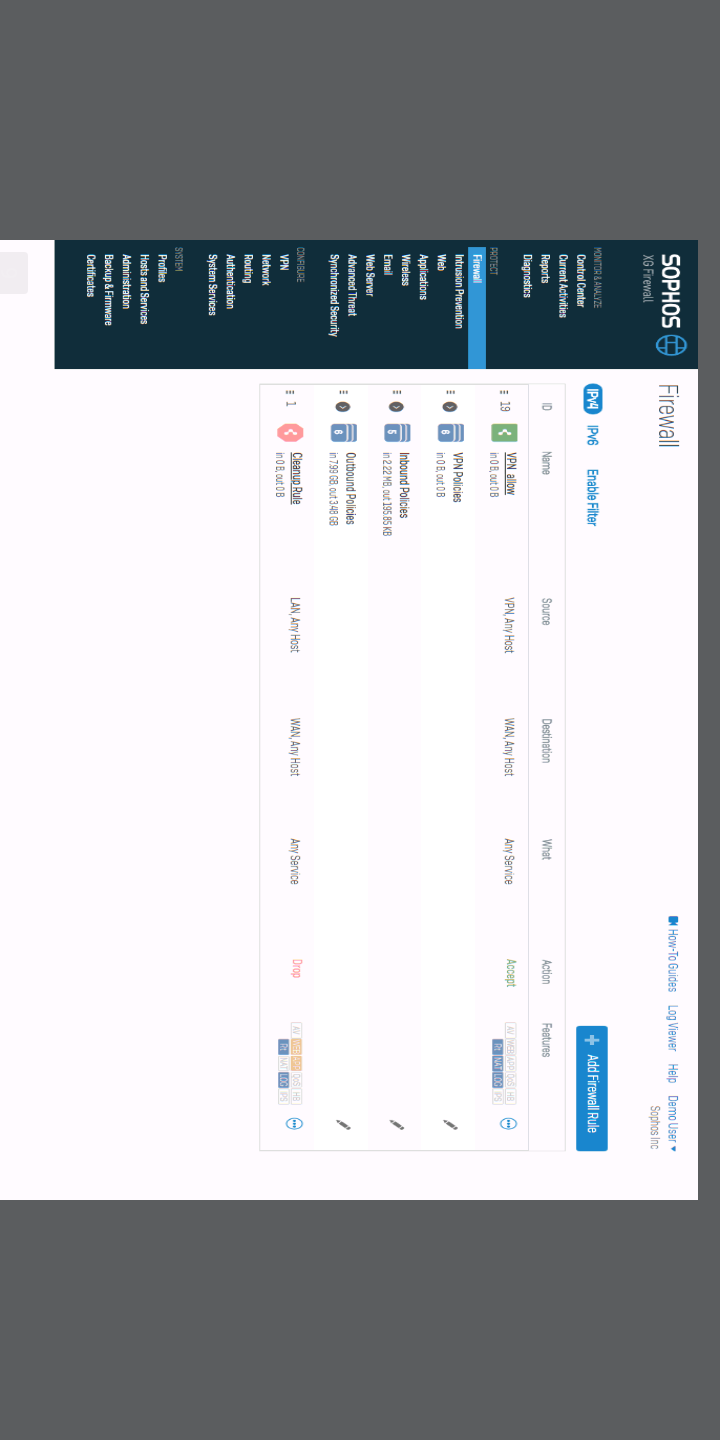 SOPHOS
XG Firewall
MONITOR & ANALYZE
Control Center
Current Activities
Reports
Diagnostics
PROTECT
Firewall
Intrusion Prevention
Web
Applications
Wireless
Email
Web Server
Advanced Threat
Synchronized Security
CONFIGURE
VPN
Network
Routing
Authentication
System Services
SYSTEM
Profiles
Hosts and Services
Administration
Backup & Firmware
Certificates
Firewall
How-To Guides Log Viewer Help Demo User
Sophos Inc
IPv4 IPv6 Enable Filter
Add Firewall Rule
ID Name Source Destination What Action Features
19 VPN_allow VPN, Any Host WAN, Any Host Any Service Accept AV WEB APP QoS HB
in 0 B, out 0 B Rt NAT LOG IPS
6 VPN Policies
in 0 B, out 0 B
5 Inbound Policies
in 2.22 MB, out 195.85 KB
6 Outbound Policies
in 7.99 GB, out 3.48 GB
1 Cleanup Rule LAN, Any Host WAN, Any Host Any Service Drop AV WEB APP QoS HB
in 0 B, out 0 B Rt NAT LOG IPS